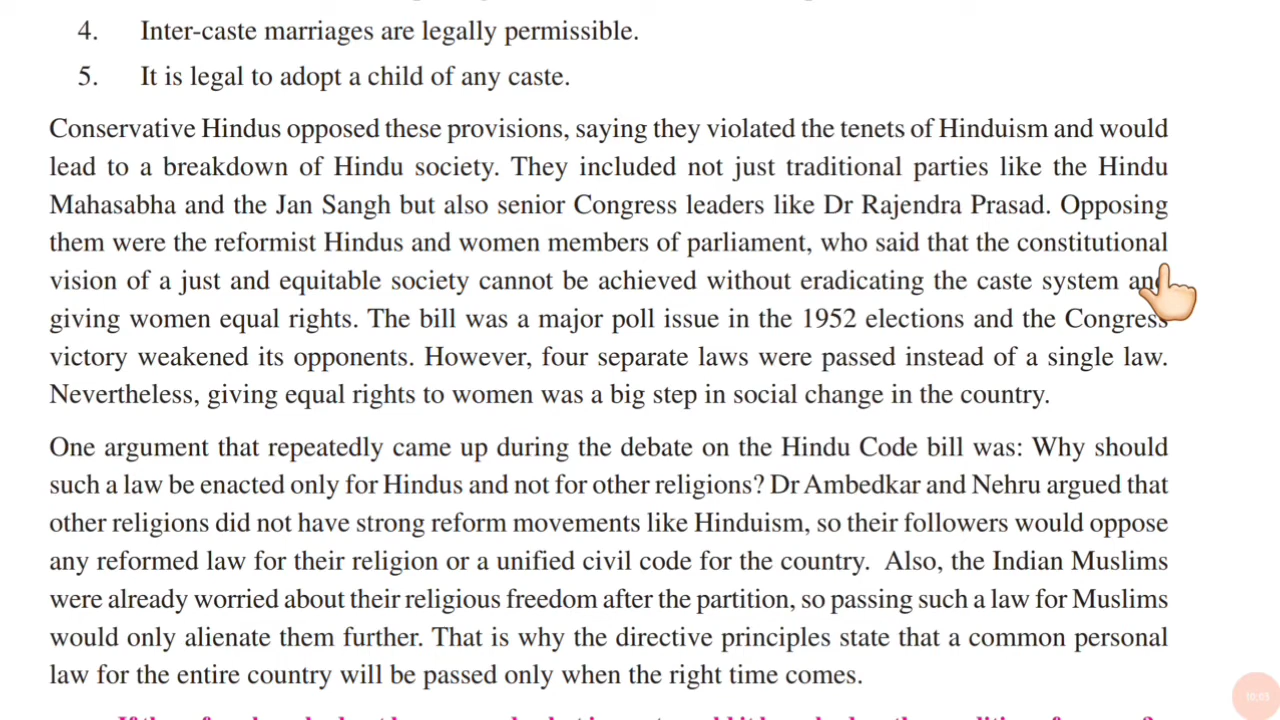 4. Inter-caste marriages are legally permissible.
5. It is legal to adopt a child of any caste.
Conservative Hindus opposed these provisions, saying they violated the tenets of Hinduism and would
lead to a breakdown of Hindu society. They included not just traditional parties like the Hindu
Mahasabha and the Jan Sangh but also senior Congress leaders like Dr Rajendra Prasad. Opposing
them were the reformist Hindus and women members of parliament, who said that the constitutional
vision of a just and equitable society cannot be achieved without eradicating the caste system and
giving women equal rights. The bill was a major poll issue in the 1952 elections and the Congress
victory weakened its opponents. However, four separate laws were passed instead of a single law.
Nevertheless, giving equal rights to women was a big step in social change in the country.
One argument that repeatedly came up during the debate on the Hindu Code bill was: Why should
such a law be enacted only for Hindus and not for other religions? Dr Ambedkar and Nehru argued that
other religions did not have strong reform movements like Hinduism, so their followers would oppose
any reformed law for their religion or a unified civil code for the country. Also, the Indian Muslims
were already worried about their religious freedom after the partition, so passing such a law for Muslims
would only alienate them further. That is why the directive principles state that a common personal
law for the entire country will be passed only when the right time comes.
10:03